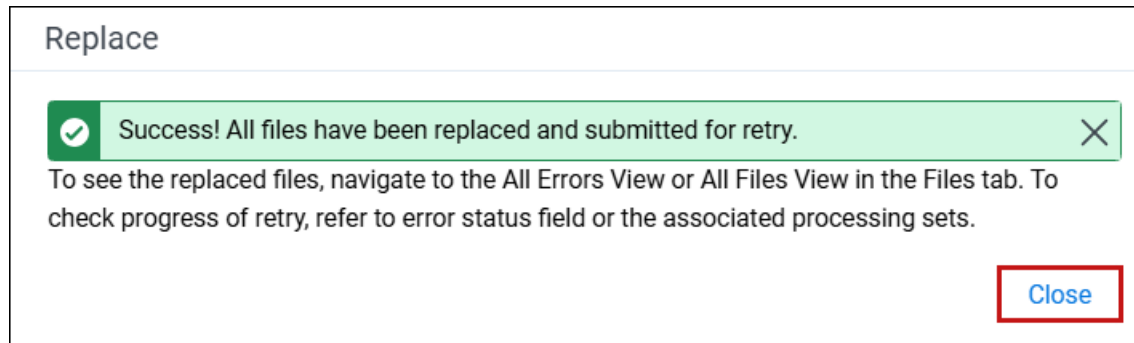 Replace
Success! All files have been replaced and submitted for retry.
To see the replaced files, navigate to the All Errors View or All Files View in the Files tab. To
check progress of retry, refer to error status field or the associated processing sets.
Close